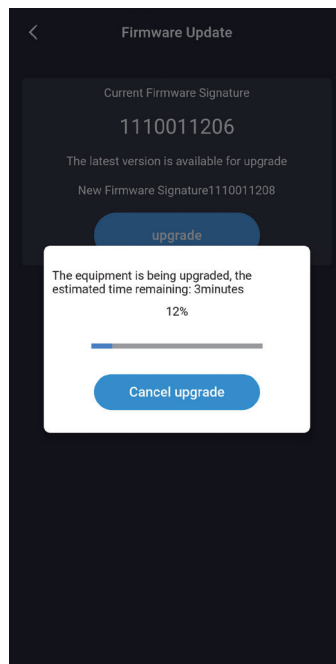 Firmware Update
Current Firmware Signature
1110011206
The latest version is available for upgrade
New Firmware Signature1110011208
upgrade
The equipment is being upgraded, the
estimated time remaining: 3minutes
12%
Cancel upgrade